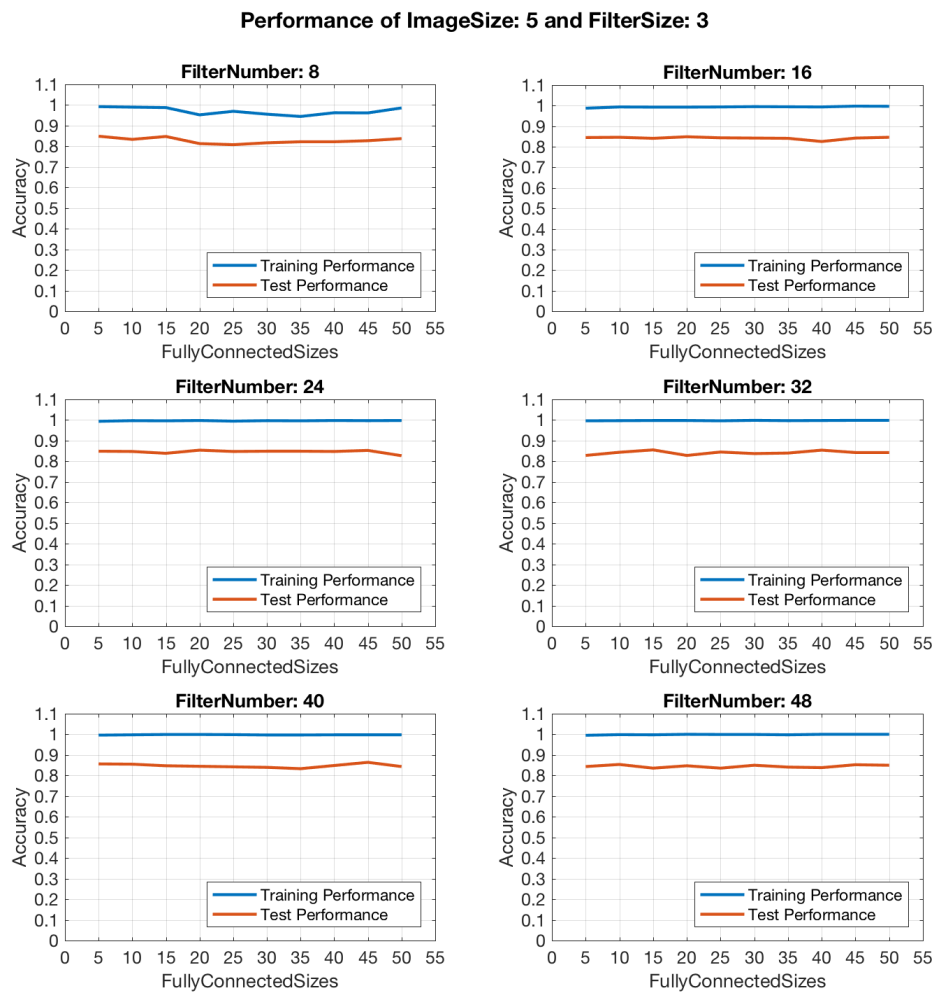 Performance of ImageSize: 5 and FilterSize: 3
FilterNumber: 8
1.1
1
0.9
0.8
0.7
0.6
0.5
0.4
0.3
0.2
0.1
0
Accuracy
Training Performance
Test Performance
0 5 10 15 20 25 30 35 40 45 50 55
FullyConnectedSizes
FilterNumber: 16
1.1
1
0.9
0.8
0.7
0.6
0.5
0.4
0.3
0.2
0.1
0
Accuracy
Training Performance
Test Performance
0 5 10 15 20 25 30 35 40 45 50 55
FullyConnectedSizes
FilterNumber: 24
1.1
1
0.9
0.8
0.7
0.6
0.5
0.4
0.3
0.2
0.1
0
Accuracy
Training Performance
Test Performance
0 5 10 15 20 25 30 35 40 45 50 55
FullyConnectedSizes
FilterNumber: 32
1.1
1
0.9
0.8
0.7
0.6
0.5
0.4
0.3
0.2
0.1
0
Accuracy
Training Performance
Test Performance
0 5 10 15 20 25 30 35 40 45 50 55
FullyConnectedSizes
FilterNumber: 40
1.1
1
0.9
0.8
0.7
0.6
0.5
0.4
0.3
0.2
0.1
0
Accuracy
Training Performance
Test Performance
0 5 10 15 20 25 30 35 40 45 50 55
FullyConnectedSizes
FilterNumber: 48
1.1
1
0.9
0.8
0.7
0.6
0.5
0.4
0.3
0.2
0.1
0
Accuracy
Training Performance
Test Performance
0 5 10 15 20 25 30 35 40 45 50 55
FullyConnectedSizes